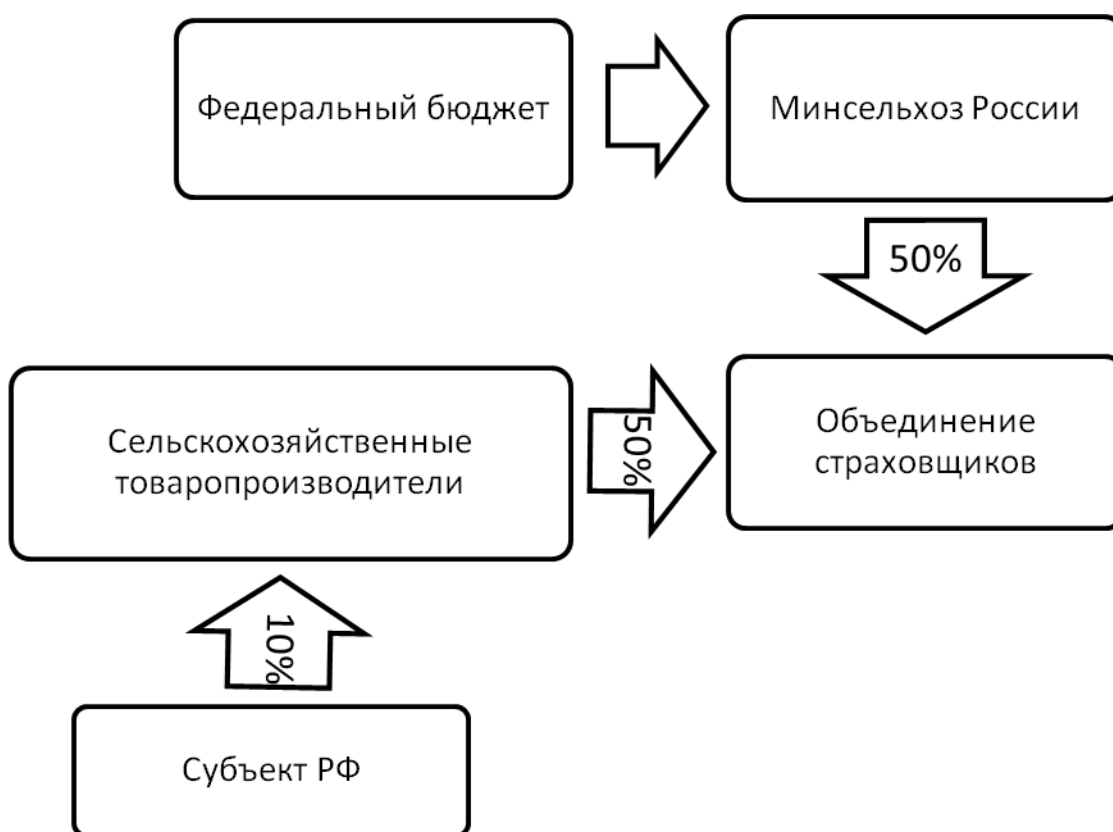 Федеральный бюджет
Минсельхоз России
50%
Сельскохозяйственные
товаропроизводители
50%
Объединение
страховщиков
10%
Субъект РФ